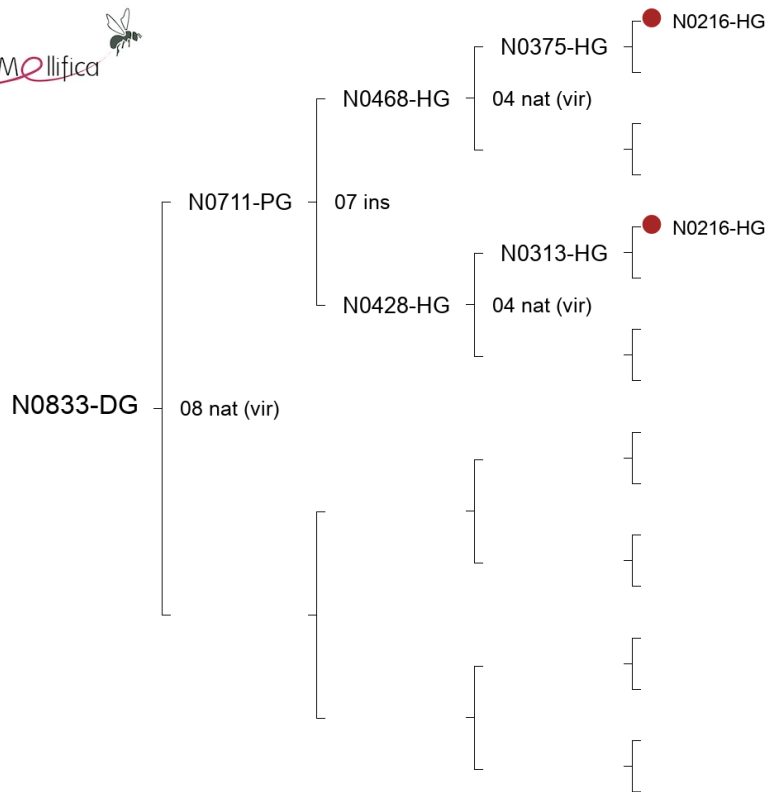 Mellifica
N0216-HG
N0375-HG
N0468-HG
04 nat (vir)
N0711-PG
07 ins
N0216-HG
N0313-HG
N0428-HG
04 nat (vir)
N0833-DG
08 nat (vir)